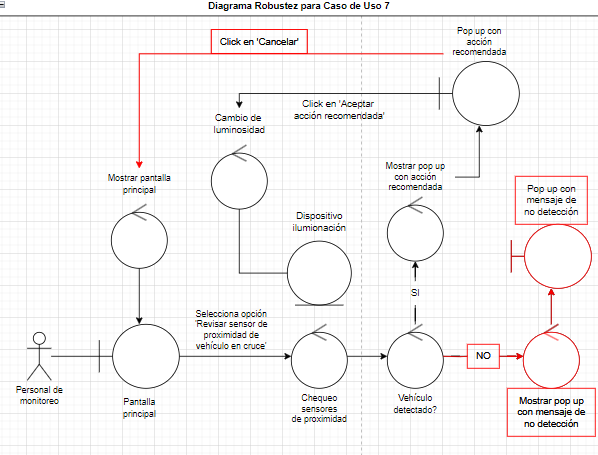 Diagrama Robustez para Caso de Uso 7
Pop up con
acción
recomendada
Click en 'Cancelar'
Cambio de
luminosidad
Click en 'Aceptar
acción recomendada'
Mostrar pantalla
principal
Mostrar pop up
con acción
recomendada
Pop up con
mensaje de
no detección
Dispositivo
ilumionación
SI
Selecciona opción
'Revisar sensor de
proximidad de
vehículo en cruce'
NO
Personal de
monitoreo
Pantalla
principal
Chequeo
sensores
de proximidad
Vehículo
detectado?
Mostrar pop up
con mensaje de
no detección